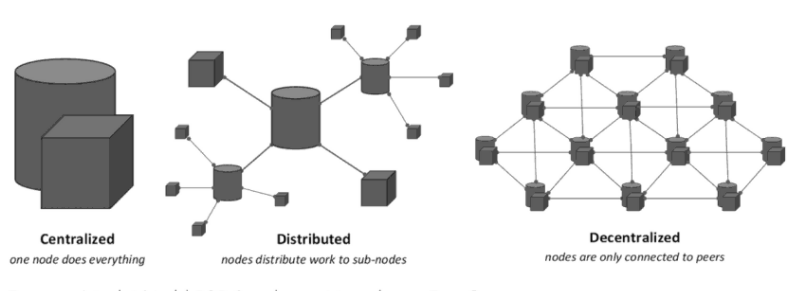 Centralized
one node does everything
Distributed
nodes distribute work to sub-nodes
Decentralized
nodes are only connected to peers